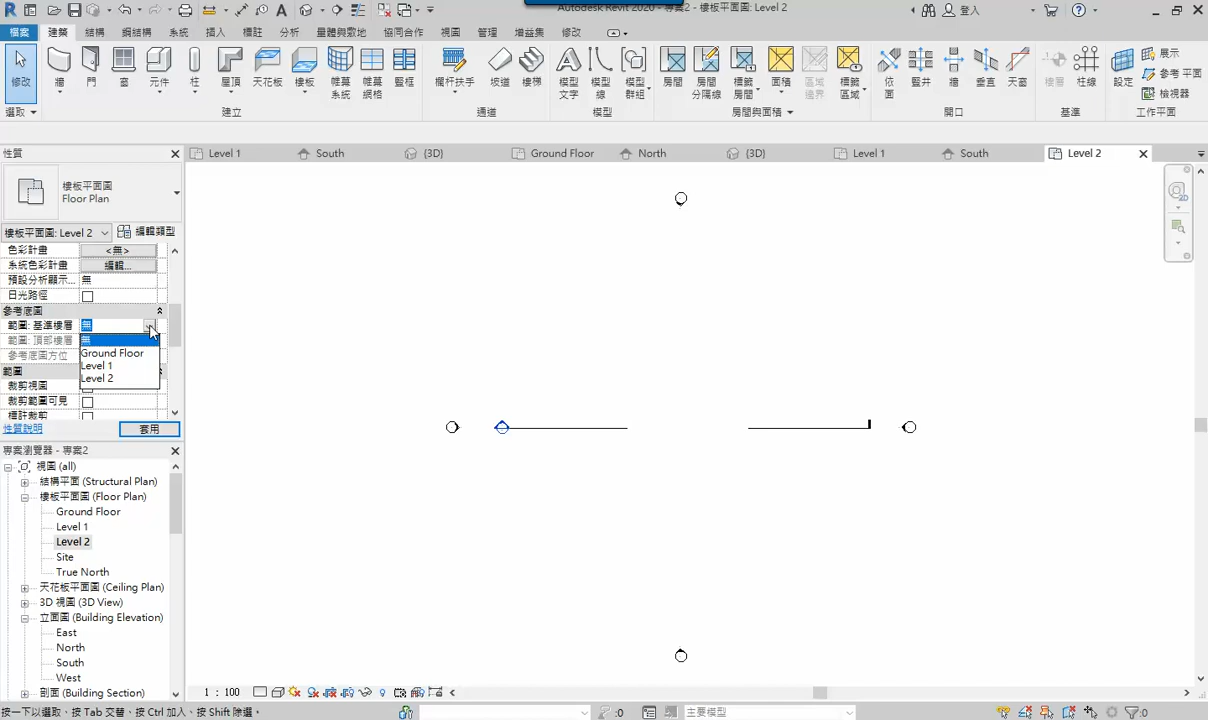 Autodesk Revit 2020 - 專案2 - 樓板平面圖: Level 2
登入
檔案 建築 結構 鋼結構 系統 插入 標註 分析 量體與敷地 協同合作 視圖 管理 增益集 修改
修改 牆 門 窗 元件 柱 屋頂 天花板 樓板 帷幕系統 帷幕網格 豎框 欄杆扶手 坡道 樓梯 模型文字 模型線 模型群組 房間 房間分隔線 標籤房間 面積 區域邊界 標籤區域 依面 豎井 牆 垂直 天窗 樓層 柱線 設定
展示
參考 平面
檢視器
選取 建立 通道 模型 房間與面積 開口 基準 工作平面
性質
Level 1 South (3D) Ground Floor North (3D) Level 1 South Level 2
樓板平面圖
Floor Plan
樓板平面圖: Level 2 編輯類型
色彩計畫 <無>
系統色彩計畫 編輯...
預設分析顯示... 無
日光路徑
參考底圖
範圍: 基準樓層 無
範圍: 頂部樓層 無
參考底圖方位 Ground Floor
範圍 Level 1
裁剪視圖 Level 2
裁剪範圍可見
標註裁剪
性質說明 套用
專案瀏覽器 - 專案2
視圖 (all)
結構平面 (Structural Plan)
樓板平面圖 (Floor Plan)
Ground Floor
Level 1
Level 2
Site
True North
天花板平面圖 (Ceiling Plan)
3D 視圖 (3D View)
立面圖 (Building Elevation)
East
North
South
West
剖面 (Building Section)
2D
1 : 100
按一下以選取、按 Tab 交替、按 Ctrl 加入、按 Shift 除選。 :0 主要模型 :0